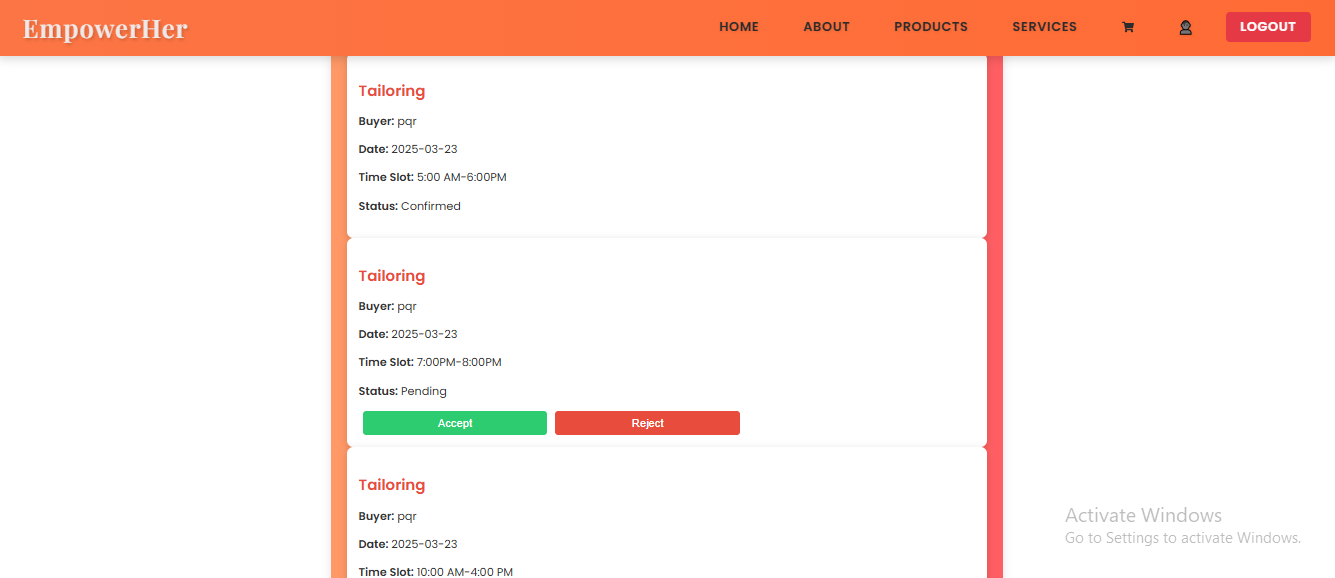 EmpowerHer
HOME ABOUT PRODUCTS SERVICES LOGOUT
Tailoring
Buyer: pqr
Date: 2025-03-23
Time Slot: 5:00 AM-6:00PM
Status: Confirmed
Tailoring
Buyer: pqr
Date: 2025-03-23
Time Slot: 7:00PM-8:00PM
Status: Pending
Accept Reject
Tailoring
Buyer: pqr
Date: 2025-03-23
Time Slot: 10:00 AM-4:00 PM
Activate Windows
Go to Settings to activate Windows.